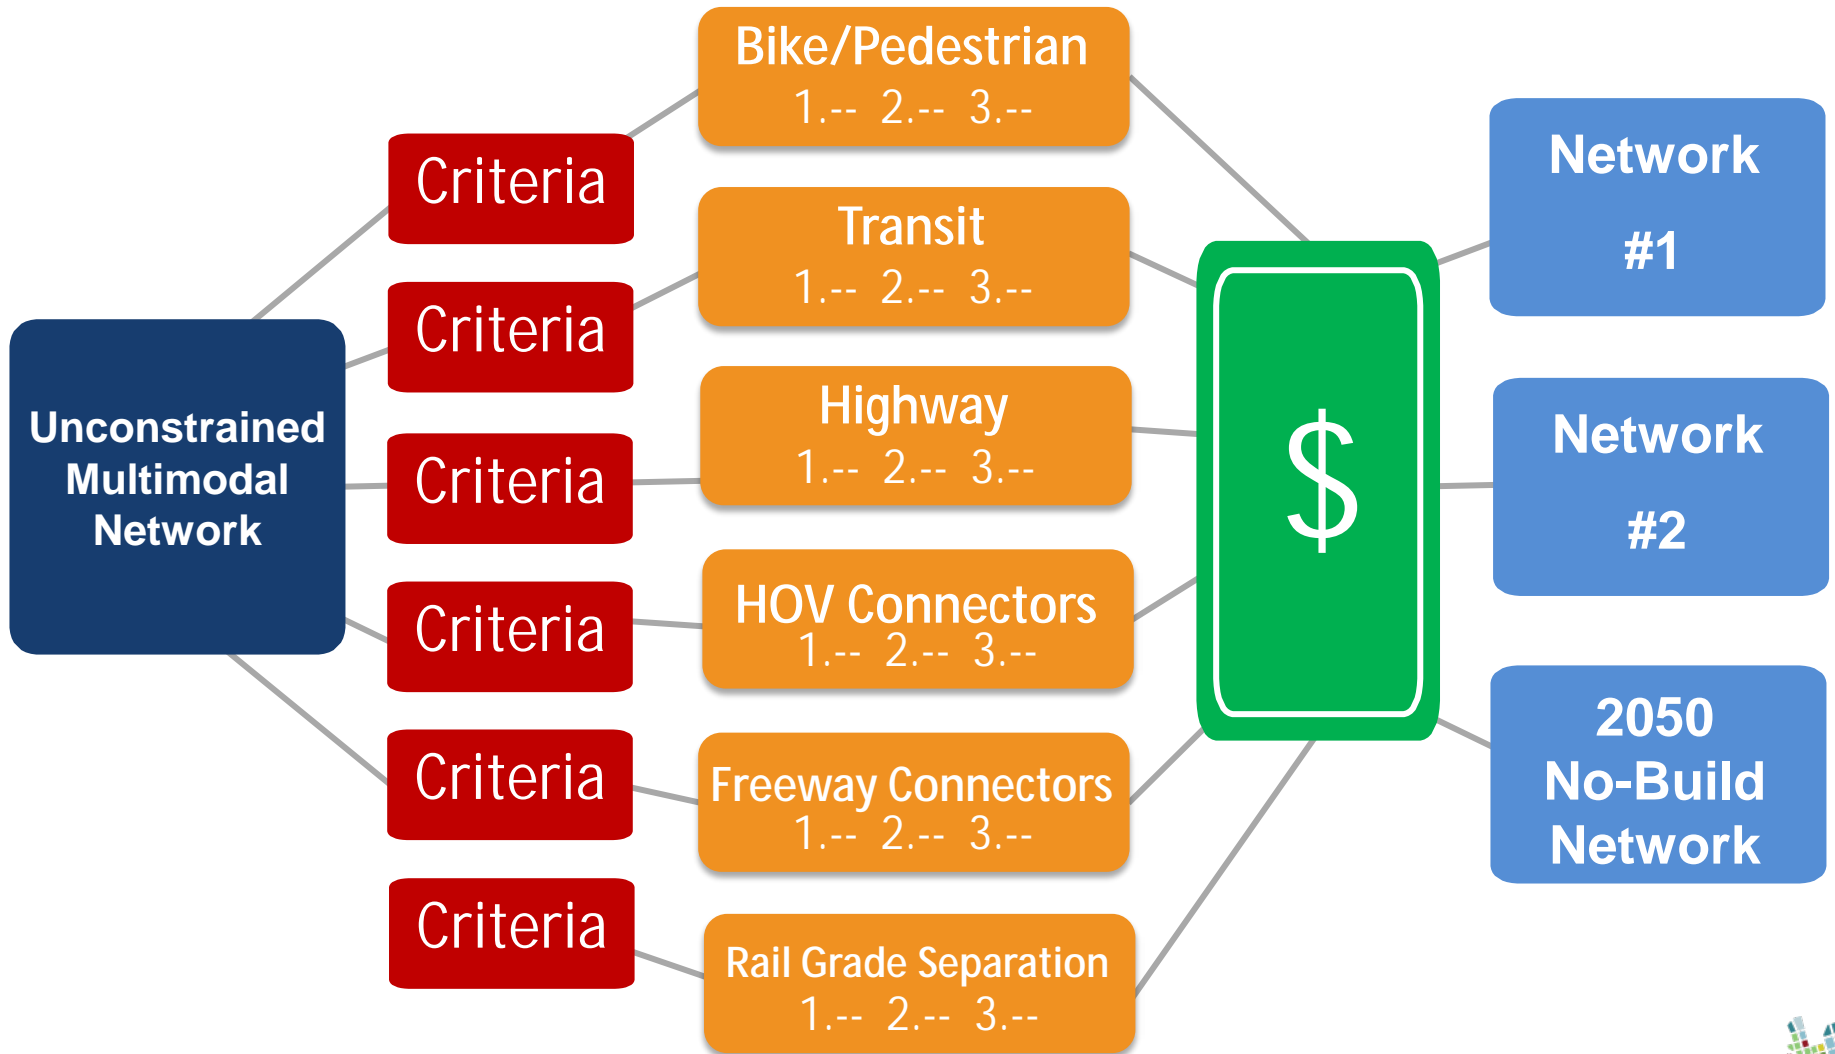 Unconstrained
Multimodal
Network
Criteria
Criteria
Criteria
Criteria
Criteria
Criteria
Bike/Pedestrian
1.-- 2.-- 3.--
Transit
1.-- 2.-- 3.--
Highway
1.-- 2.-- 3.--
HOV Connectors
1.-- 2.-- 3.--
Freeway Connectors
1.-- 2.-- 3.--
Rail Grade Separation
1.-- 2.-- 3.--
$
Network
#1
Network
#2
2050
No-Build
Network